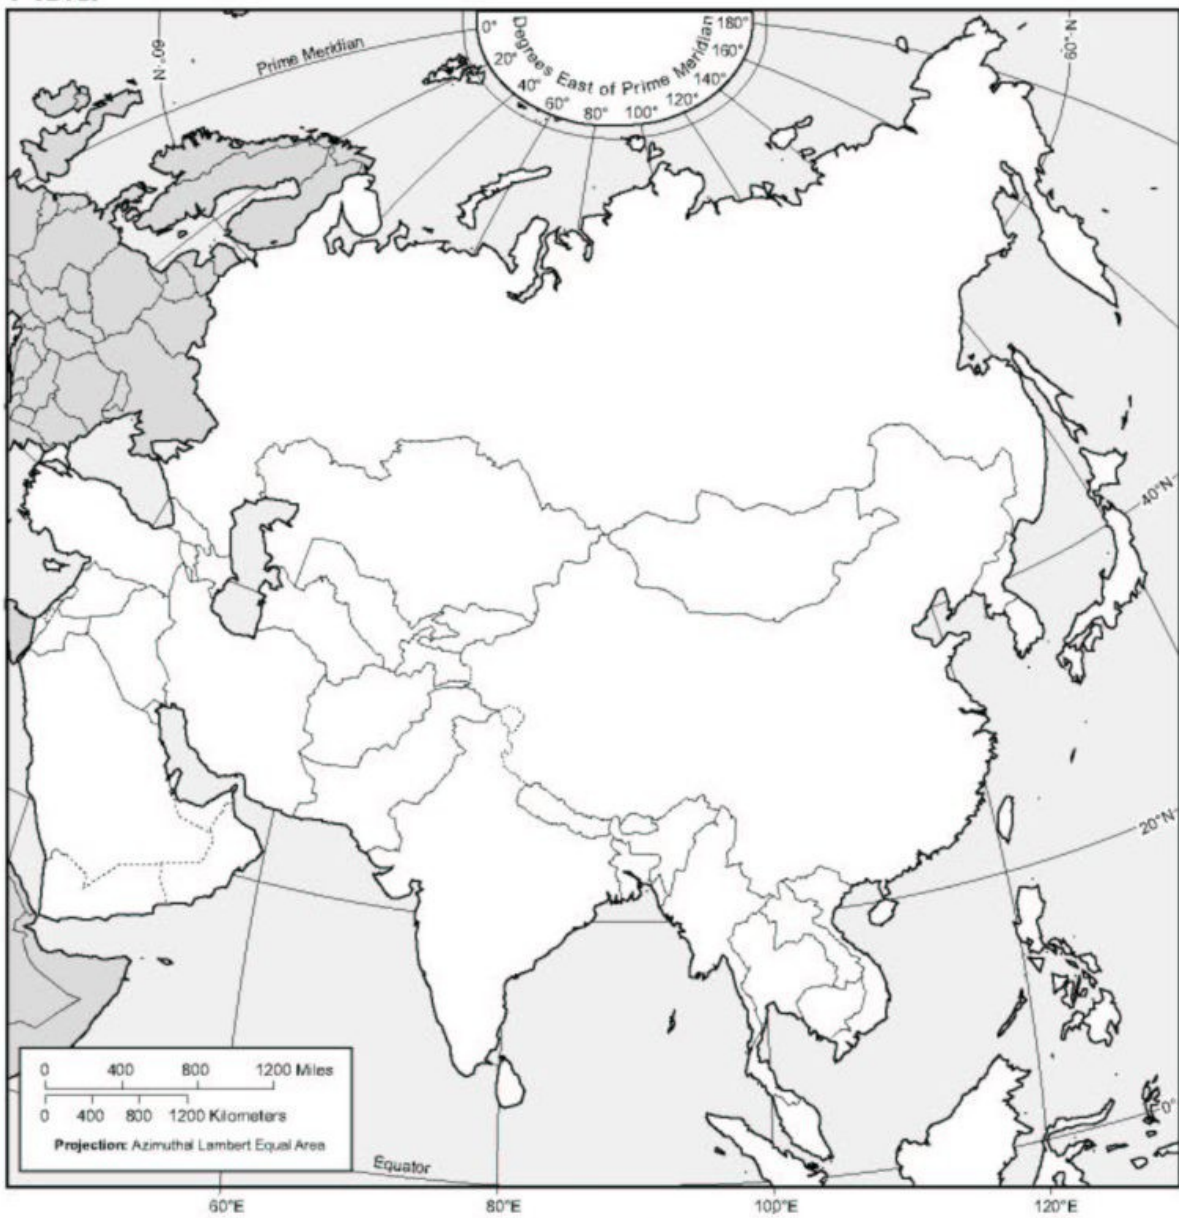 0°
20°
40°
60°
80°
100°
120°
140°
160°
180°
Degrees East of Prime Meridian
60°N
Prime Meridian
60°N
40°N
20°N
0°
Equator
0 400 800 1200 Miles
0 400 800 1200 Kilometers
Projection: Azimuthal Lambert Equal Area
60°E 80°E 100°E 120°E